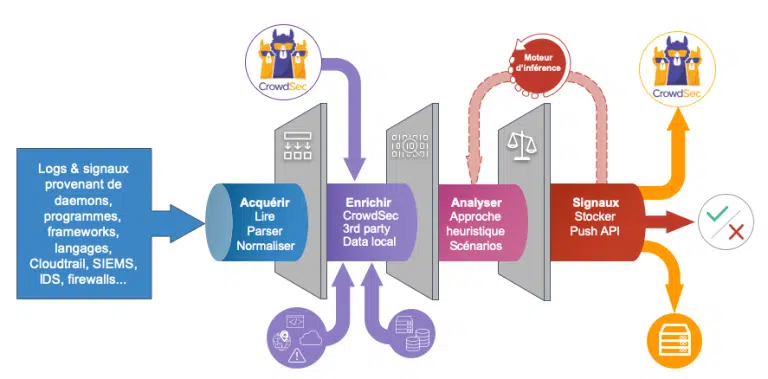 CrowdSec
Moteur
d'inférence
CrowdSec
Logs & signaux
provenant de
daemons,
programmes,
frameworks,
langages,
Cloudtrail, SIEMS,
IDS, firewalls...
Acquérir
Lire
Parser
Normaliser
Enrichir
CrowdSec
3rd party
Data local
Analyser
Approche
heuristique
Scénarios
Signaux
Stocker
Push API